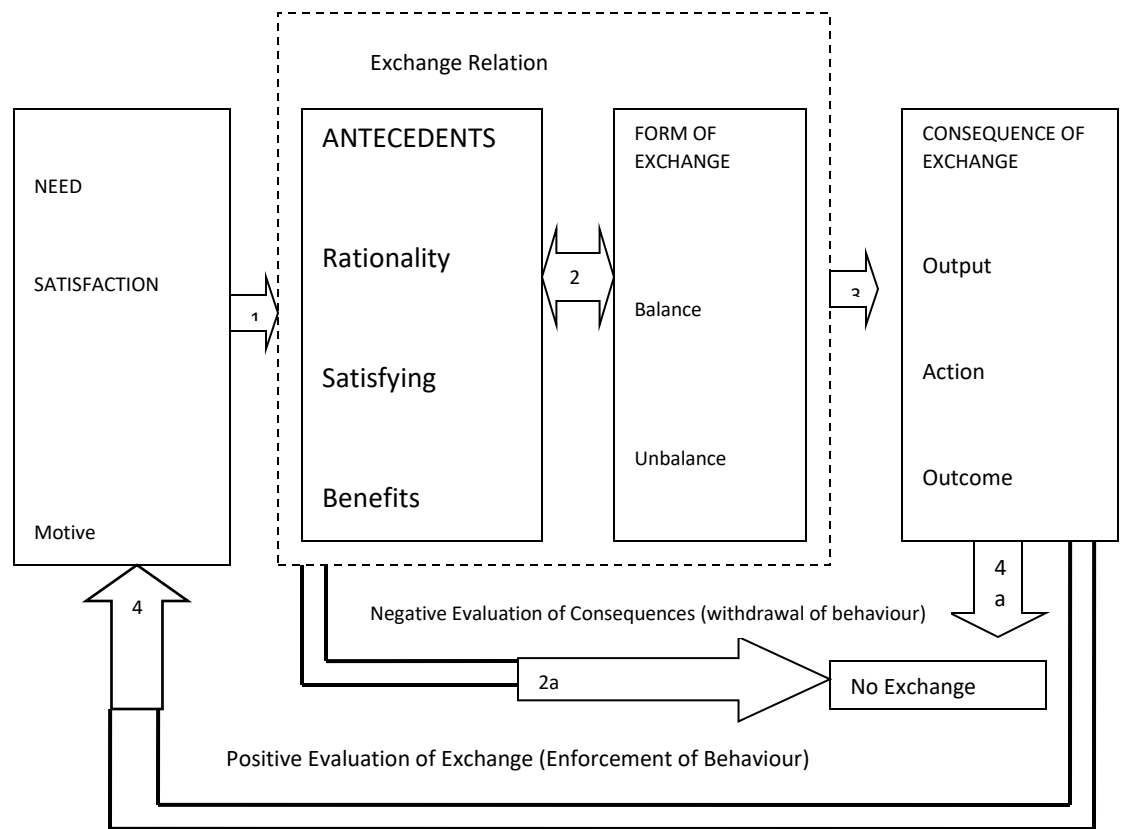 Exchange Relation
NEED
SATISFACTION
Motive
1
ANTECEDENTS
Rationality
Satisfying
Benefits
2
FORM OF
EXCHANGE
Balance
Unbalance
3
CONSEQUENCE OF
EXCHANGE
Output
Action
Outcome
4
a
4
Negative Evaluation of Consequences (withdrawal of behaviour)
2a
No Exchange
Positive Evaluation of Exchange (Enforcement of Behaviour)